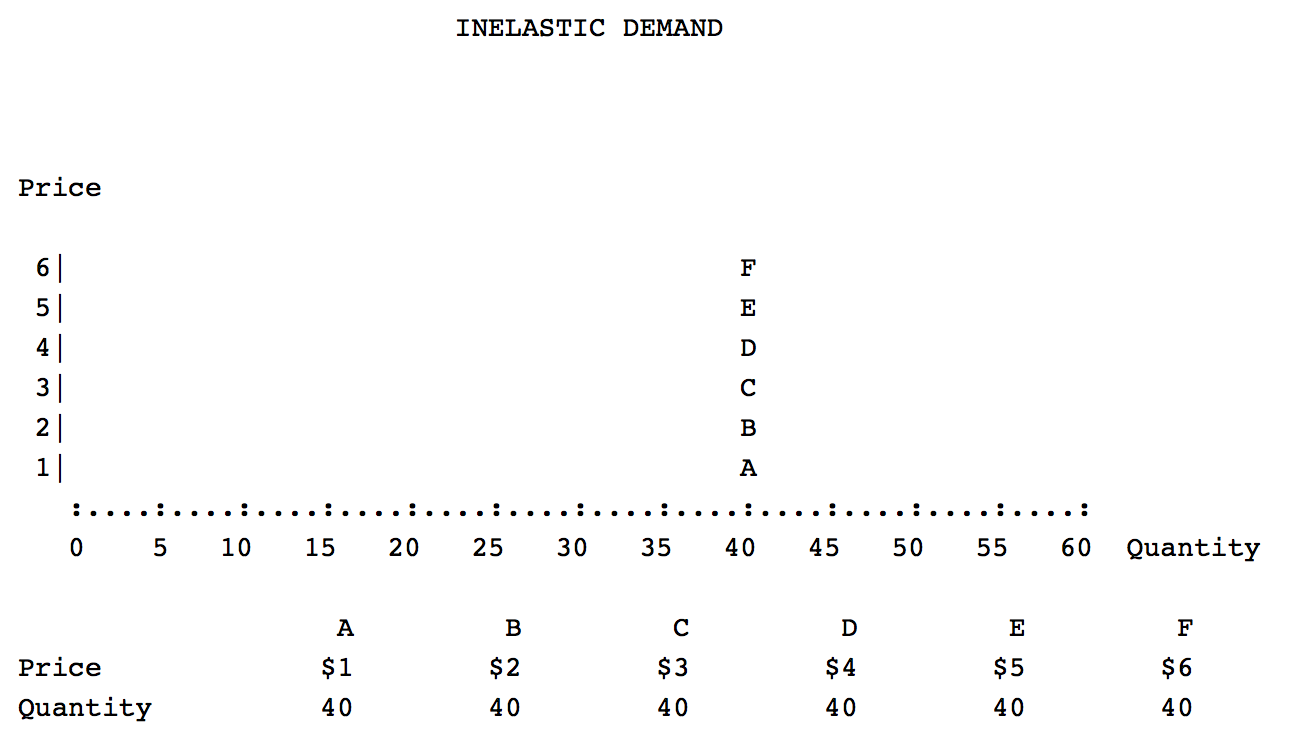 INELASTIC DEMAND
Price
6| F
5| E
4| D
3| C
2| B
1| A
:....:....:....:....:....:....:....:....:....:....:....:....:
0 5 10 15 20 25 30 35 40 45 50 55 60 Quantity
A B C D E F
Price $1 $2 $3 $4 $5 $6
Quantity 40 40 40 40 40 40